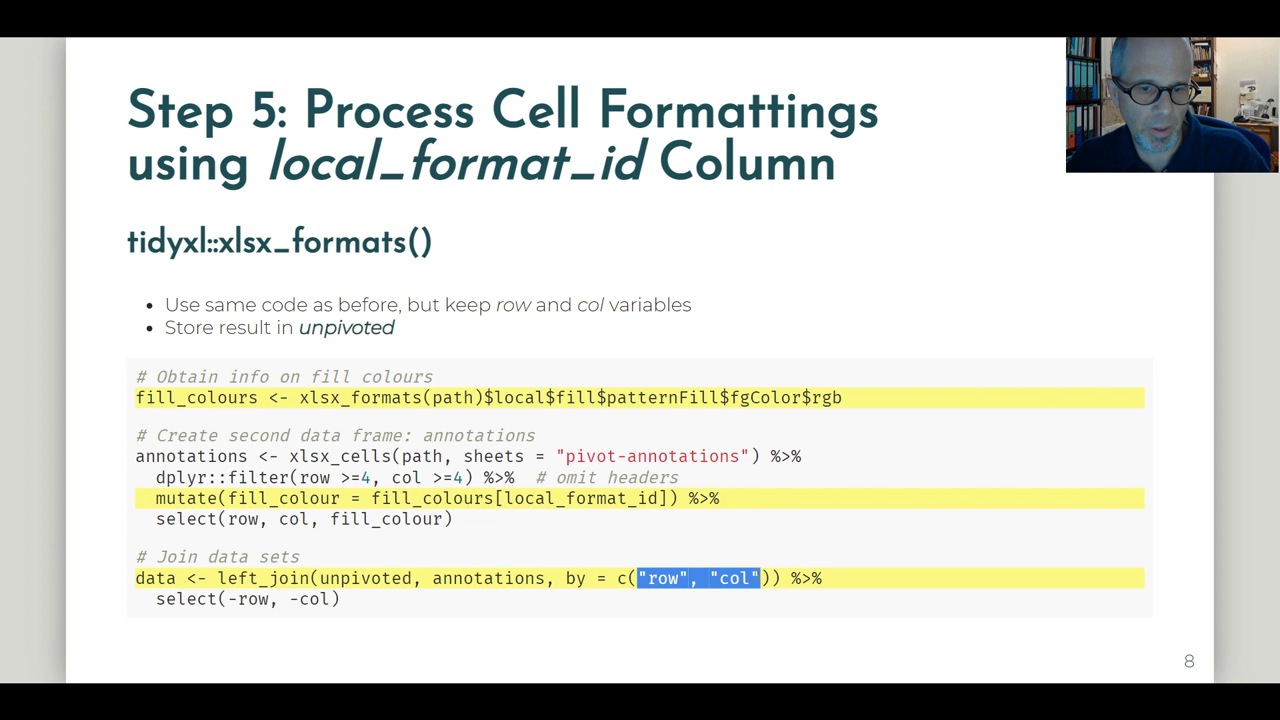 Step 5: Process Cell Formattings
using local_format_id Column
tidyxl::xlsx_formats()
• Use same code as before, but keep row and col variables
• Store result in unpivoted
# Obtain info on fill colours
fill_colours <- xlsx_formats(path)$local$fill$patternFill$fgColor$rgb
# Create second data frame: annotations
annotations <- xlsx_cells(path, sheets = "pivot-annotations") %>%
  dplyr::filter(row >=4, col >=4) %>%  # omit headers
  mutate(fill_colour = fill_colours[local_format_id]) %>%
  select(row, col, fill_colour)
# Join data sets
data <- left_join(unpivoted, annotations, by = c("row", "col")) %>%
  select(-row, -col)
8